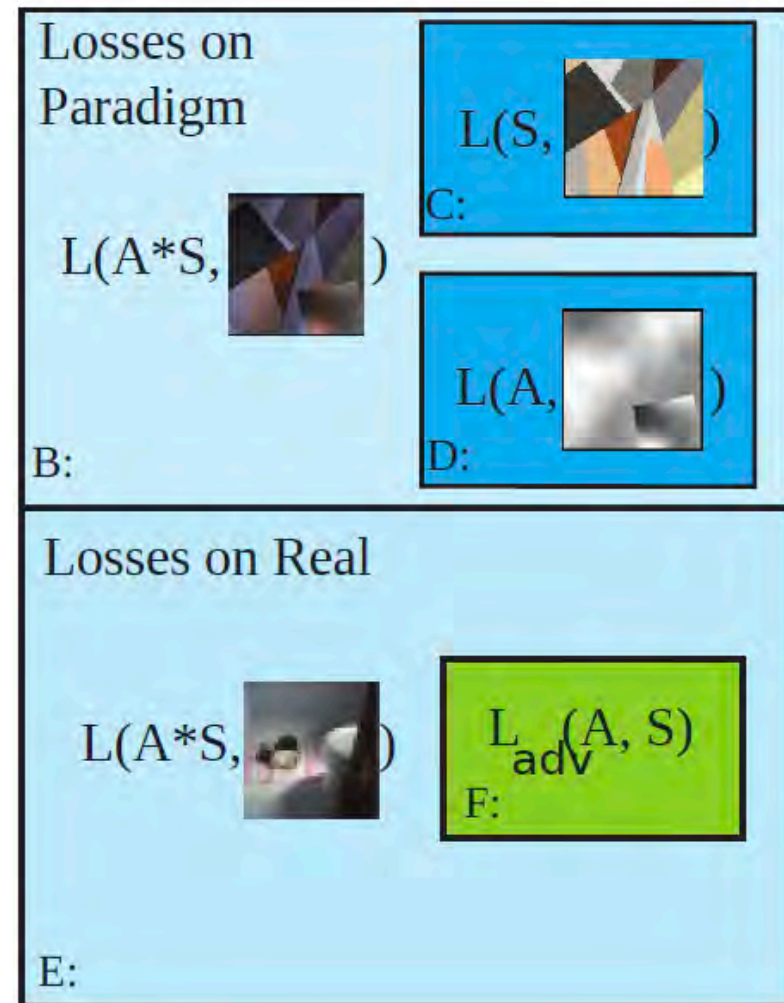 Losses on
Paradigm
L(A*S, )
B:
L(S, )
C:
L(A, )
D:
Losses on Real
L(A*S, )
E:
L adv (A, S)
F: